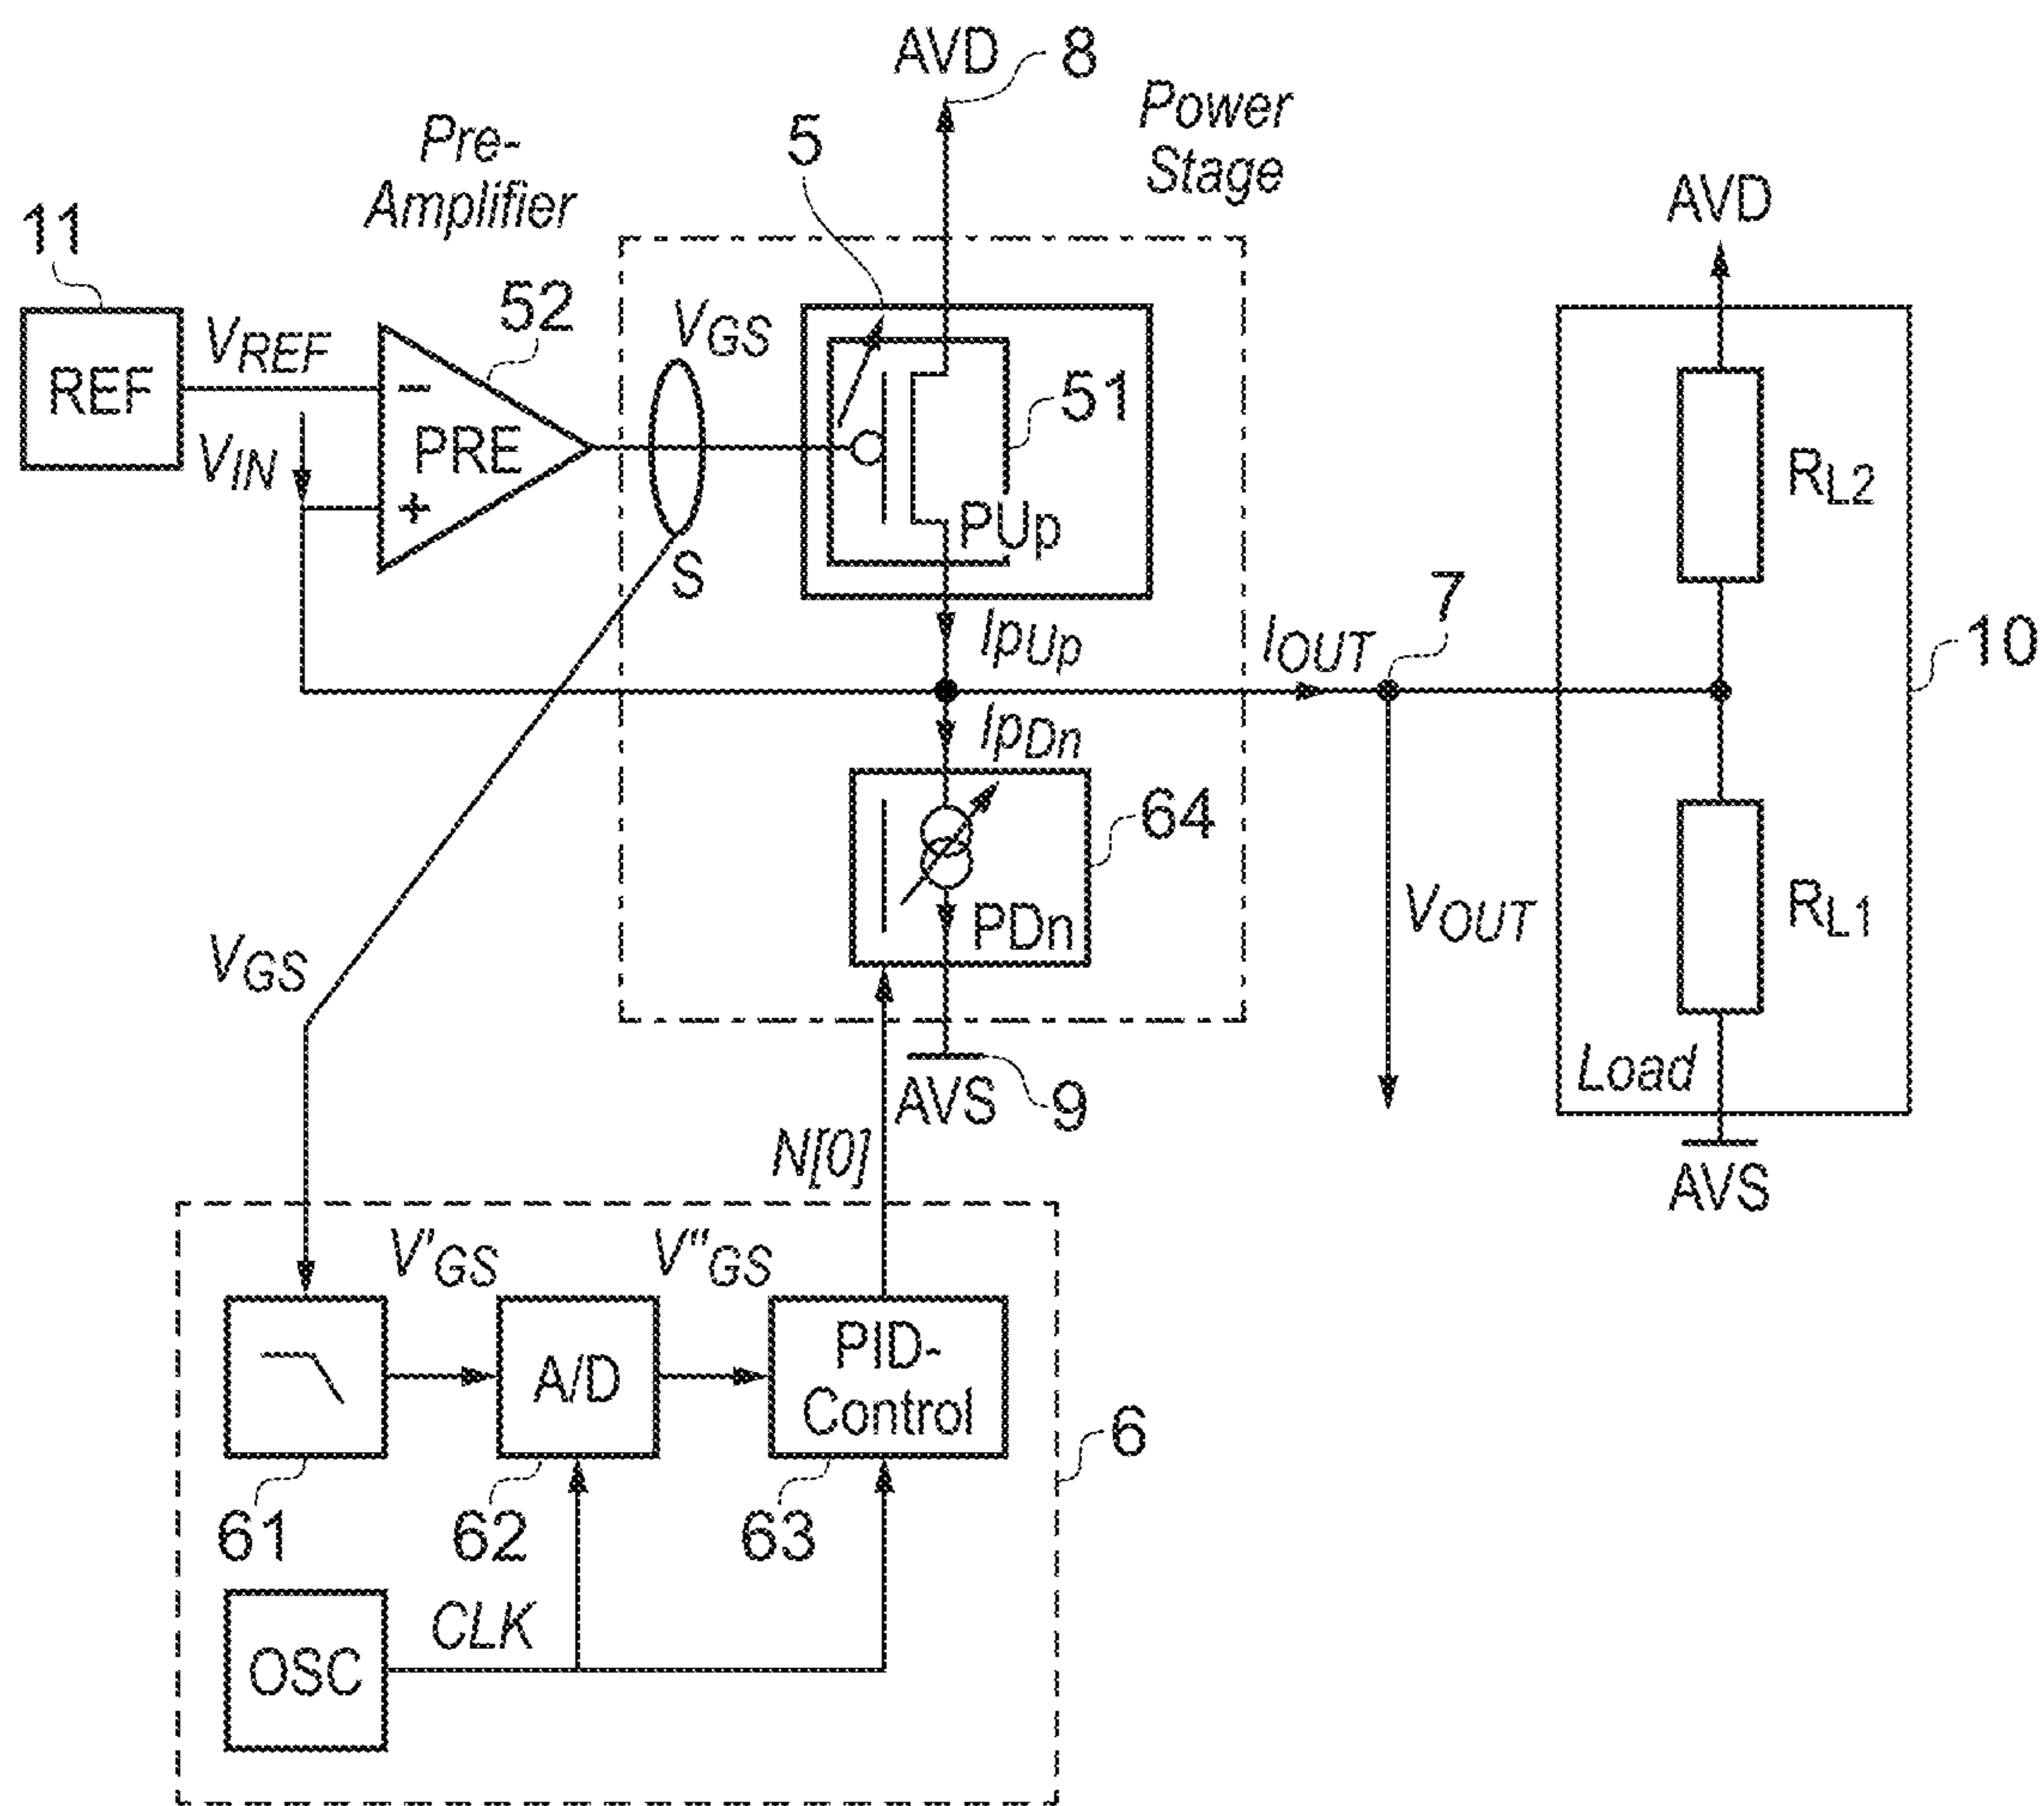 AVD
8
Power
Stage
Pre-
Amplifier
5
11
52
AVD
REF
VREF
VIN
−
PRE
+
VGS
51
RL2
PUp
S
IpUp
IOUT
7
10
IpDn
64
PDn
VOUT
RL1
VGS
Load
AVS
9
N[0]
AVS
V'GS
V"GS
A/D
PID-
Control
6
61
62
63
CLK
OSC